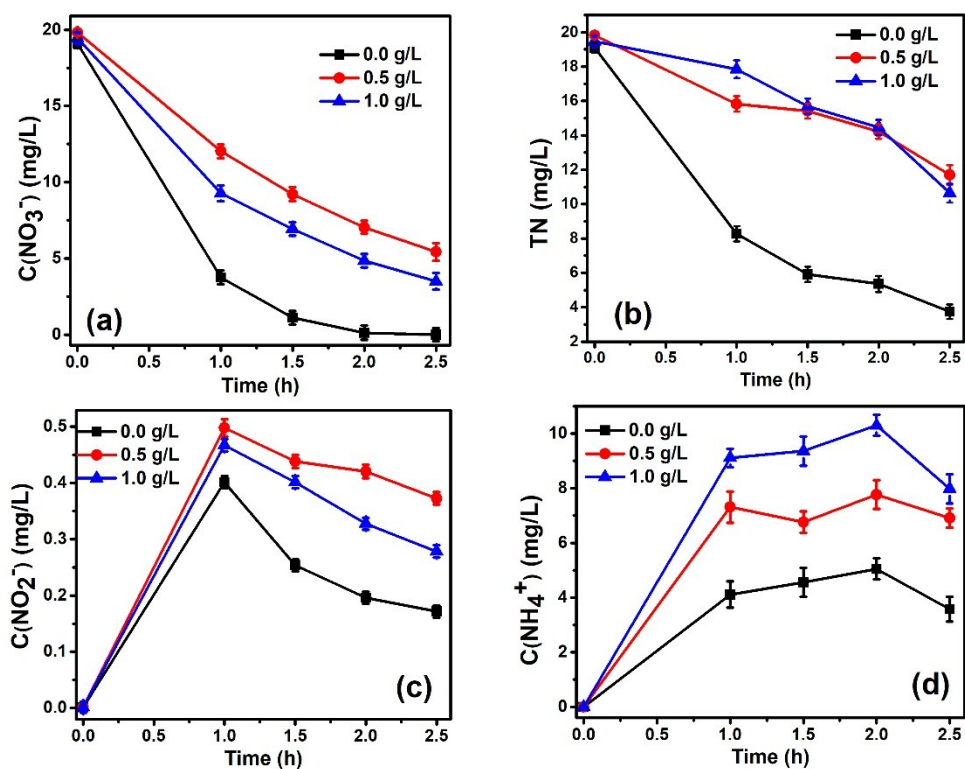 C(NO3-) (mg/L)
20
15
10
5
0
0.0 g/L
0.5 g/L
1.0 g/L
(a)
0.0 0.5 1.0 1.5 2.0 2.5
Time (h)
TN (mg/L)
20
18
16
14
12
10
8
6
4
2
0.0 g/L
0.5 g/L
1.0 g/L
(b)
0.0 0.5 1.0 1.5 2.0 2.5
Time (h)
C(NO2-) (mg/L)
0.5
0.4
0.3
0.2
0.1
0.0
0.0 g/L
0.5 g/L
1.0 g/L
(c)
0.0 0.5 1.0 1.5 2.0 2.5
Time (h)
C(NH4+) (mg/L)
10
8
6
4
2
0
0.0 g/L
0.5 g/L
1.0 g/L
(d)
0.0 0.5 1.0 1.5 2.0 2.5
Time (h)